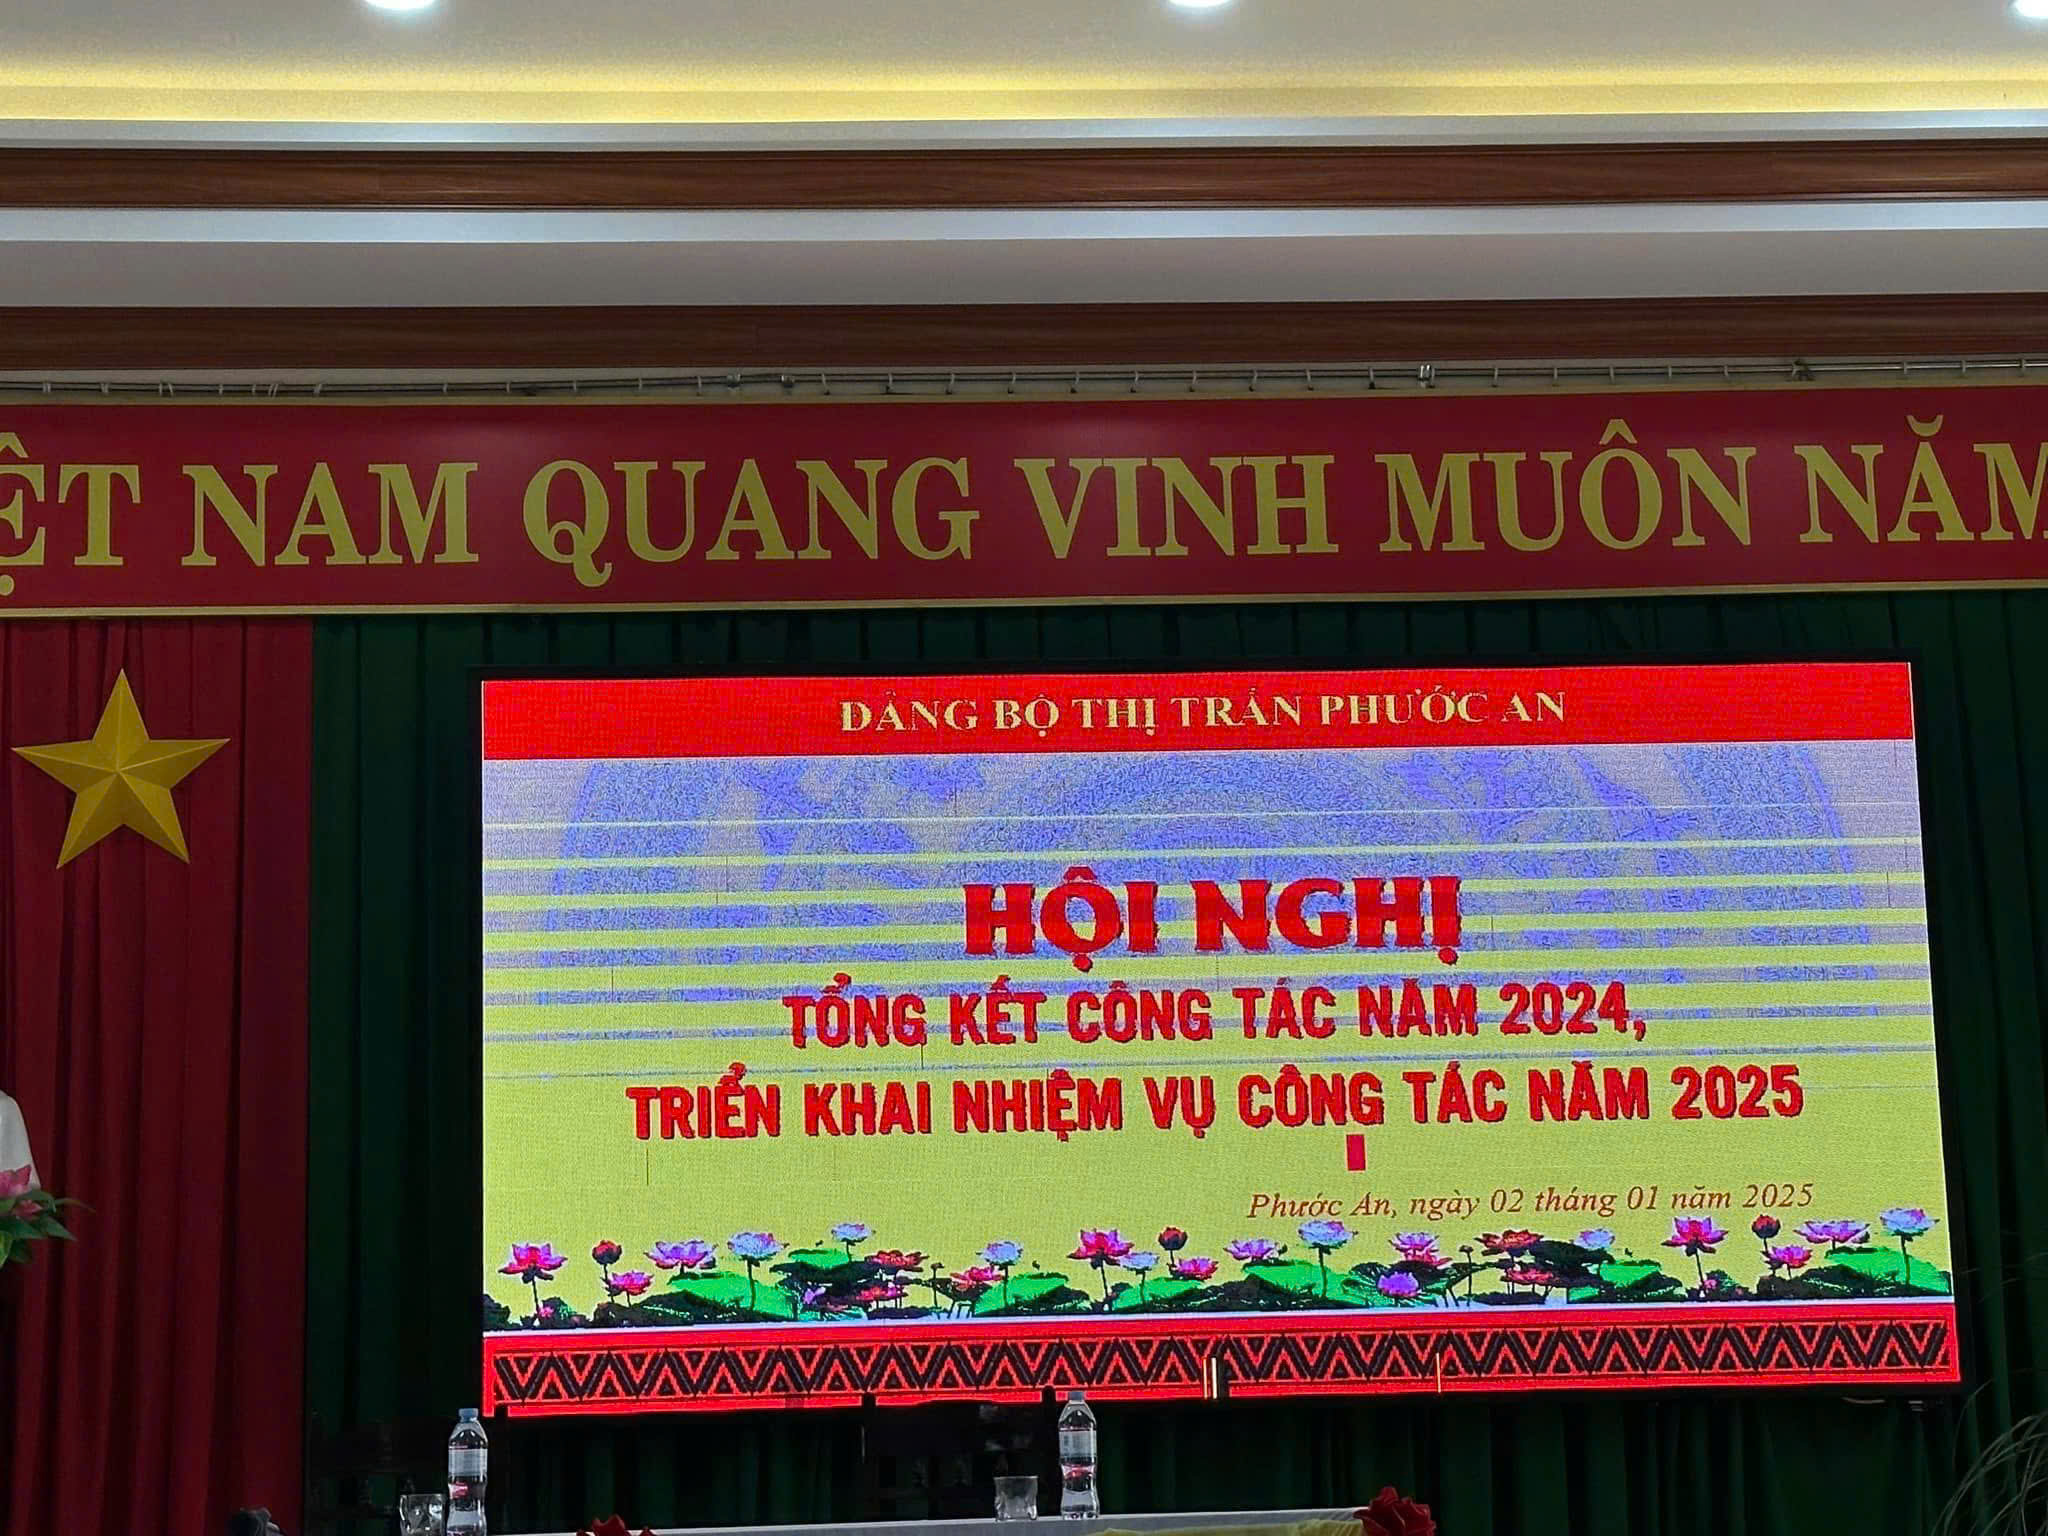 ỆT NAM QUANG VINH MUÔN NĂM
ĐẢNG BỘ THỊ TRẤN PHƯỚC AN
HỘI NGHỊ
TỔNG KẾT CÔNG TÁC NĂM 2024,
TRIỂN KHAI NHIỆM VỤ CÔNG TÁC NĂM 2025
Phước An, ngày 02 tháng 01 năm 2025